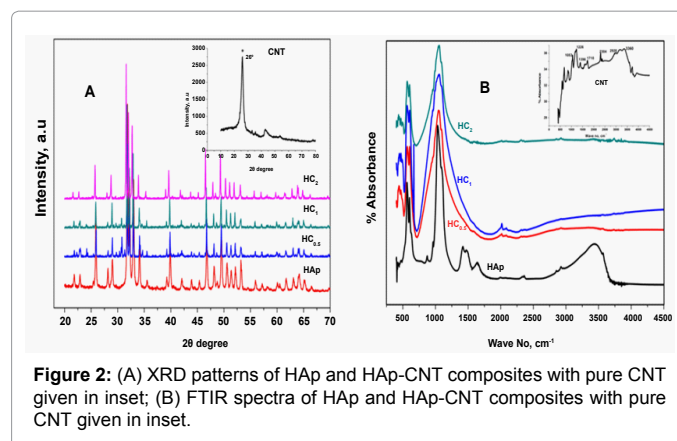 A
CNT
* 26º
3000
2500
2000
1500
1000
500
0
Intensity, a.u
0 10 20 30 40 50 60 70 80
2θ degree
Intensity, a.u
HC2
HC1
HC0.5
HAp
20 25 30 35 40 45 50 55 60 65 70
2θ degree
B
CNT
% Absorbance
HC2
HC1
HC0.5
HAp
500 1000 1500 2000 2500 3000 3500 4000 4500
Wave No, cm-1
Figure 2: (A) XRD patterns of HAp and HAp-CNT composites with pure CNT
given in inset; (B) FTIR spectra of HAp and HAp-CNT composites with pure
CNT given in inset.